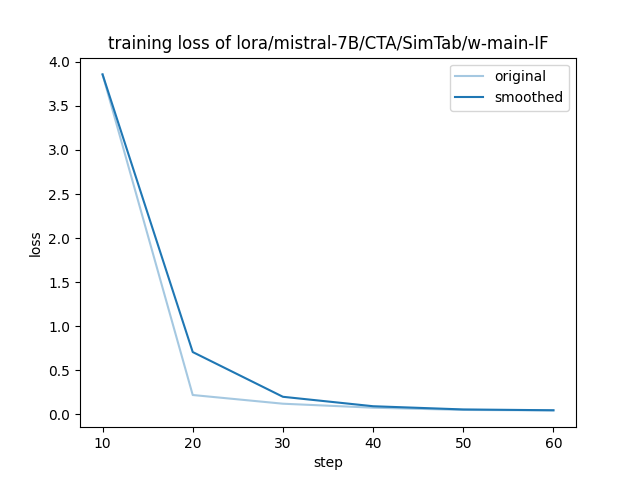 training loss of lora/mistral-7B/CTA/SimTab/w-main-IF
original
smoothed
4.0
3.5
3.0
2.5
2.0
1.5
1.0
0.5
0.0
loss
10 20 30 40 50 60
step